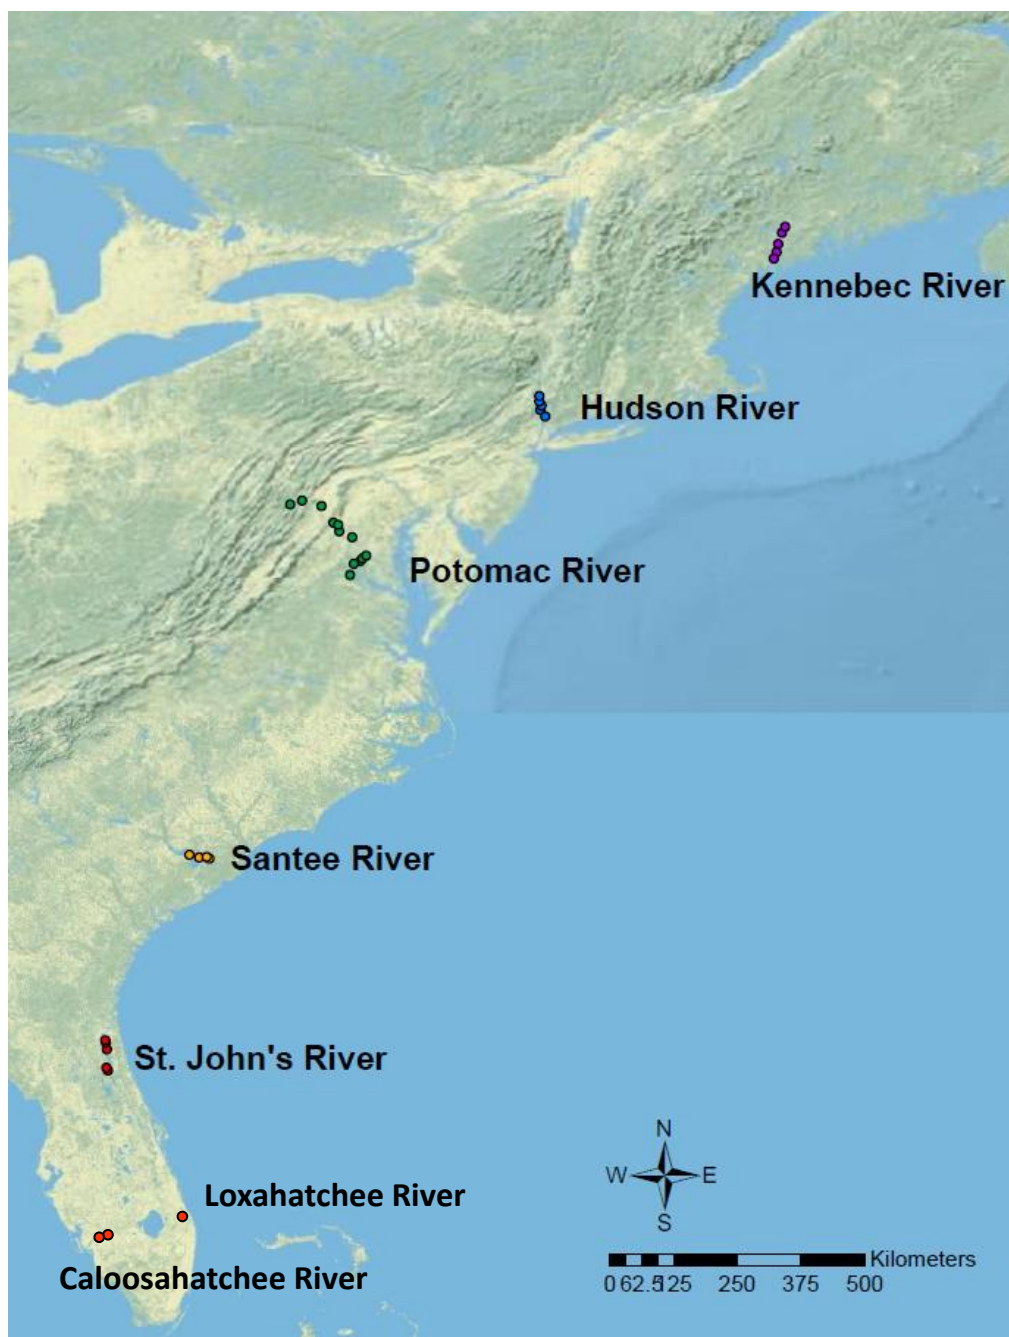 Kennebec River
Hudson River
Potomac River
Santee River
St. John's River
Loxahatchee River
Caloosahatchee River
N
W E
S
Kilometers
0 62.5 125 250 375 500